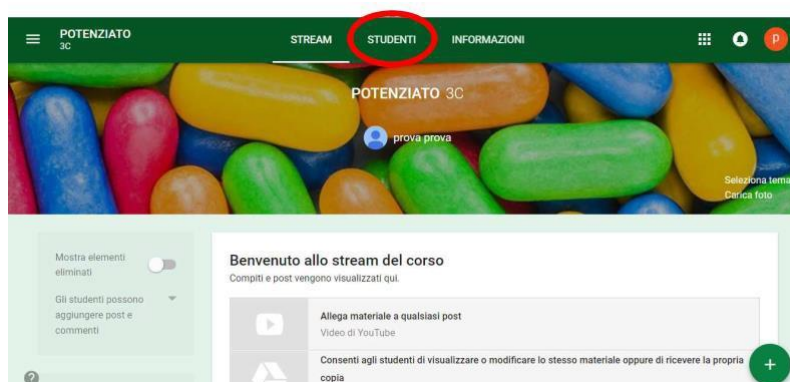 POTENZIATO
3C
STREAM STUDENTI INFORMAZIONI
P
POTENZIATO 3C
prova prova
Seleziona tema
Carica foto
Mostra elementi
eliminati
Gli studenti possono
aggiungere post e
commenti
Benvenuto allo stream del corso
Compiti e post vengono visualizzati qui.
Allega materiale a qualsiasi post
Video di YouTube
Consenti agli studenti di visualizzare o modificare lo stesso materiale oppure di ricevere la propria
copia